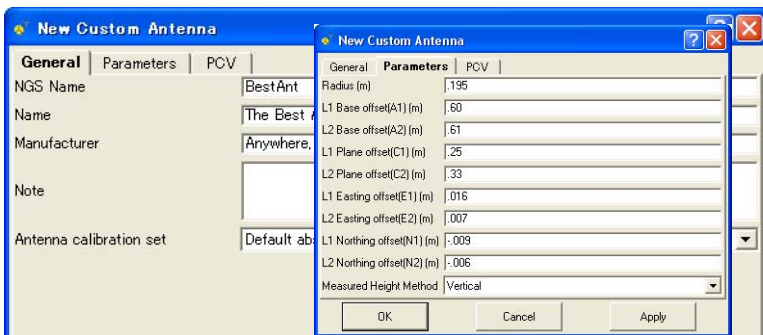 New Custom Antenna
General Parameters PCV
NGS Name BestAnt
Name The Best
Manufacturer Anywhere,
Note
Antenna calibration set Default ab
New Custom Antenna
General Parameters PCV
Radius (m) .195
L1 Base offset(A1) (m) .60
L2 Base offset(A2) (m) .61
L1 Plane offset(C1) (m) .25
L2 Plane offset(C2) (m) .33
L1 Easting offset(E1) (m) .016
L2 Easting offset(E2) (m) .007
L1 Northing offset(N1) (m) -.009
L2 Northing offset(N2) (m) -.006
Measured Height Method Vertical
OK Cancel Apply